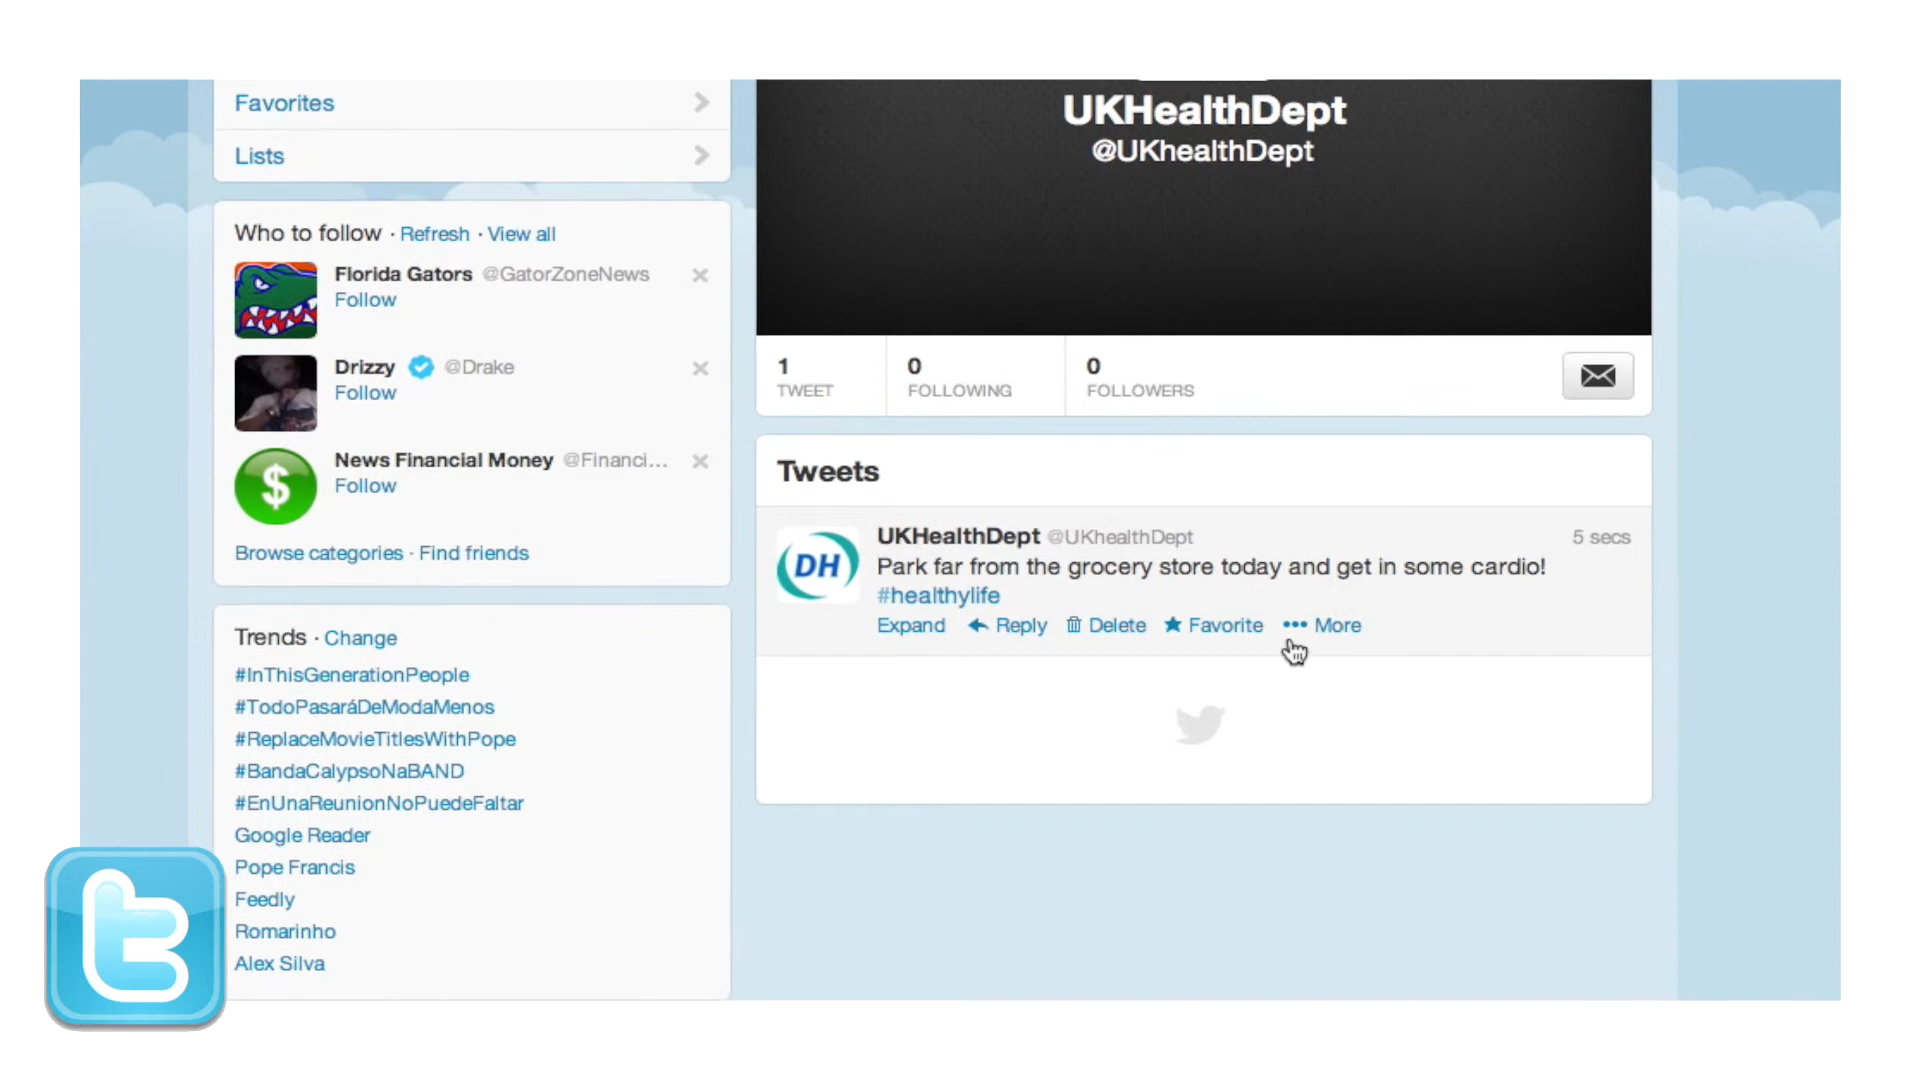 Favorites
Lists
Who to follow · Refresh · View all
Florida Gators @GatorZoneNews
Follow
Drizzy @Drake
Follow
News Financial Money @Financi...
Follow
Browse categories · Find friends
Trends · Change
#InThisGenerationPeople
#TodoPasaráDeModaMenos
#ReplaceMovieTitlesWithPope
#BandaCalypsoNaBAND
#EnUnaReunionNoPuedeFaltar
Google Reader
Pope Francis
Feedly
Romarinho
Alex Silva
UKHealthDept
@UKhealthDept
1 0 0
TWEET FOLLOWING FOLLOWERS
Tweets
DH
UKHealthDept @UKhealthDept 5 secs
Park far from the grocery store today and get in some cardio!
#healthylife
Expand Reply Delete Favorite ••• More
t